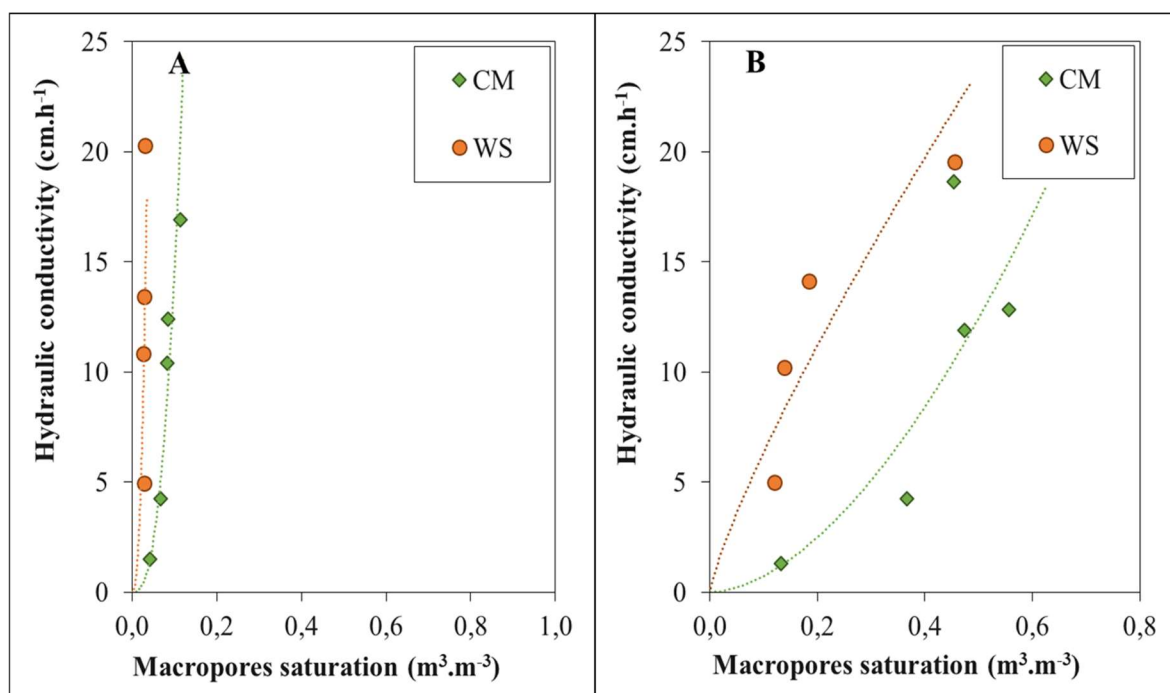 A
CM
WS
25
20
15
10
5
0
Hydraulic conductivity (cm.h⁻¹)
0,0 0,2 0,4 0,6 0,8 1,0
Macropores saturation (m³.m⁻³)
B
CM
WS
25
20
15
10
5
0
Hydraulic conductivity (cm.h⁻¹)
0,0 0,2 0,4 0,6 0,8
Macropores saturation (m³.m⁻³)